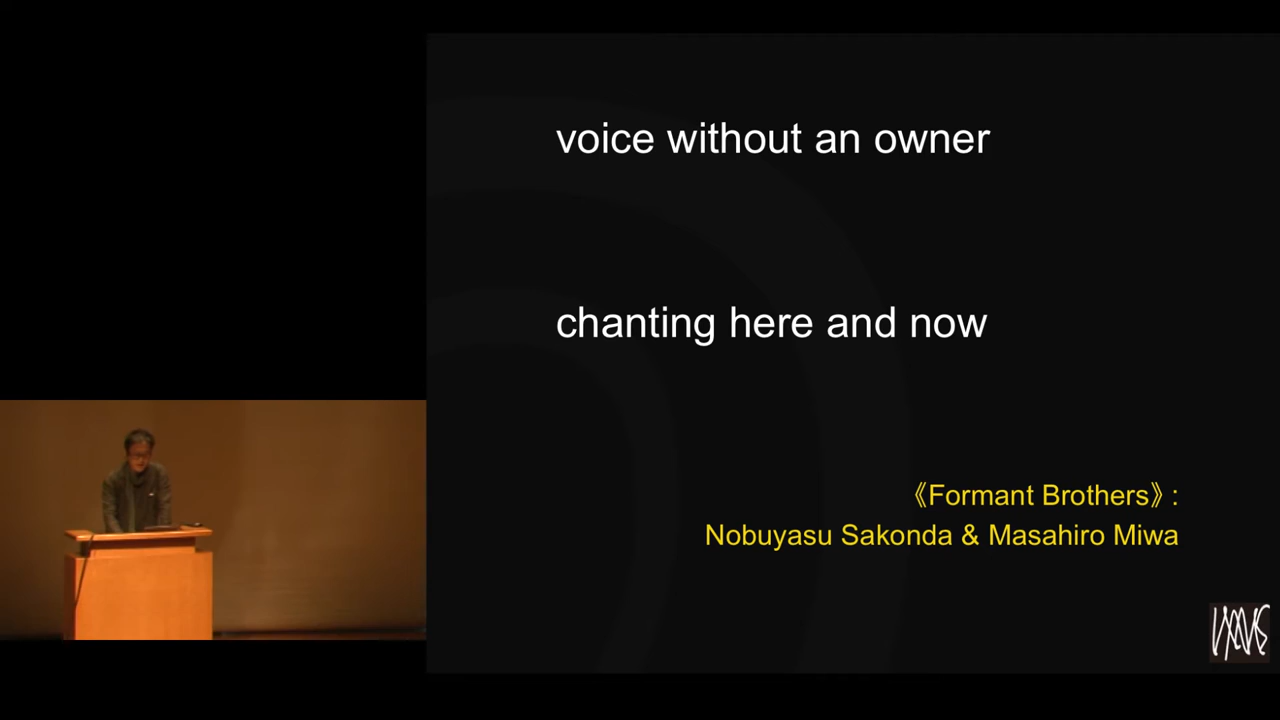 voice without an owner
chanting here and now
《Formant Brothers》:
Nobuyasu Sakonda & Masahiro Miwa